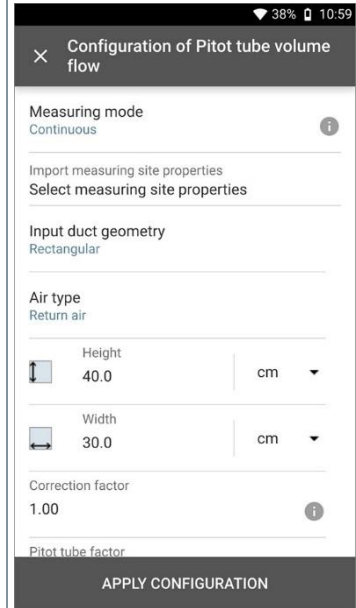 38% 10:59
Configuration of Pitot tube volume
flow
Measuring mode
Continuous
Import measuring site properties
Select measuring site properties
Input duct geometry
Rectangular
Air type
Return air
Height
40.0 cm
Width
30.0 cm
Correction factor
1.00
Pitot tube factor
APPLY CONFIGURATION